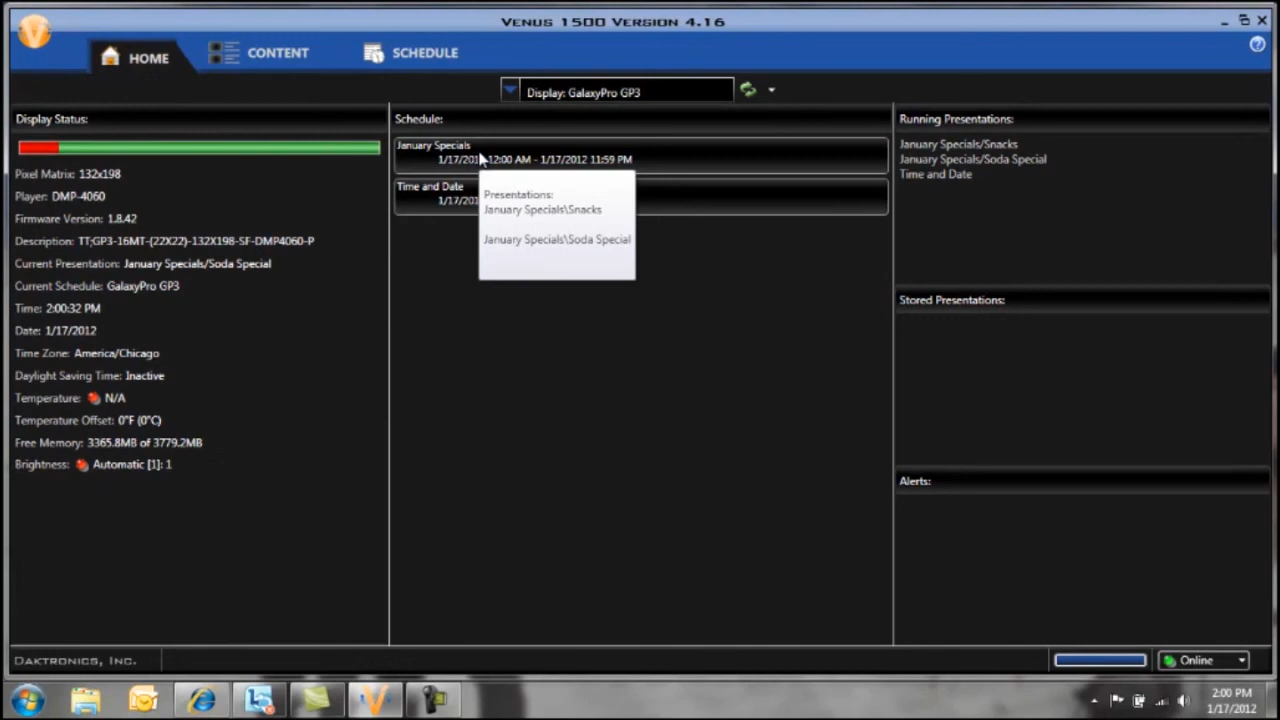 VENUS 1500 VERSION 4.16
HOME
CONTENT
SCHEDULE
Display: GalaxyPro GP3
Display Status:
Pixel Matrix: 132x198
Player: DMP-4060
Firmware Version: 1.8.42
Description: TT;GP3-16MT-(22X22)-132X198-SF-DMP4060-P
Current Presentation: January Specials/Soda Special
Current Schedule: GalaxyPro GP3
Time: 2:00:32 PM
Date: 1/17/2012
Time Zone: America/Chicago
Daylight Saving Time: Inactive
Temperature: N/A
Temperature Offset: 0°F (0°C)
Free Memory: 3365.8MB of 3779.2MB
Brightness: Automatic [1]: 1
Schedule:
January Specials
1/17/201 12:00 AM - 1/17/2012 11:59 PM
Time and Date
1/17/201
Presentations:
January Specials\Snacks
January Specials\Soda Special
Running Presentations:
January Specials/Snacks
January Specials/Soda Special
Time and Date
Stored Presentations:
Alerts:
DAKTRONICS, INC.
Online
2:00 PM
1/17/2012